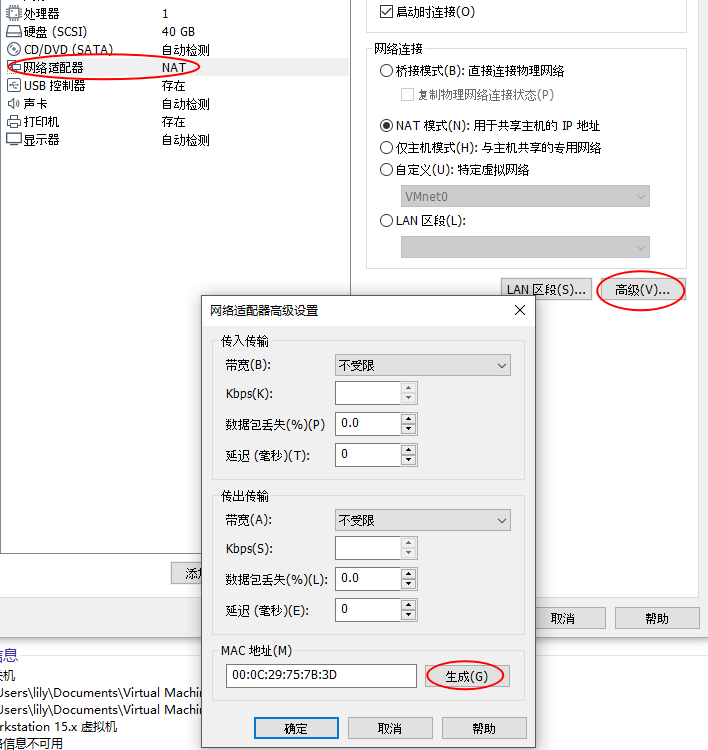 处理器 1
硬盘 (SCSI) 40 GB
CD/DVD (SATA) 自动检测
网络适配器 NAT
USB 控制器 存在
声卡 自动检测
打印机 存在
显示器 自动检测
启动时连接(O)
网络连接
桥接模式(B): 直接连接物理网络
复制物理网络连接状态(P)
NAT 模式(N): 用于共享主机的 IP 地址
仅主机模式(H): 与主机共享的专用网络
自定义(U): 特定虚拟网络
VMnet0
LAN 区段(L):
LAN 区段(S)... 高级(V)...
网络适配器高级设置
传入传输
带宽(B): 不受限
Kbps(K):
数据包丢失(%)(P) 0.0
延迟 (毫秒)(T): 0
传出传输
带宽(A): 不受限
Kbps(S):
数据包丢失(%)(L): 0.0
延迟 (毫秒)(E): 0
MAC 地址(M)
00:0C:29:75:7B:3D 生成(G)
确定 取消 帮助
添
取消 帮助
信息
机
sers\lily\Documents\Virtual Machin
sers\lily\Documents\Virtual Machin
rkstation 15.x 虚拟机
信息不可用